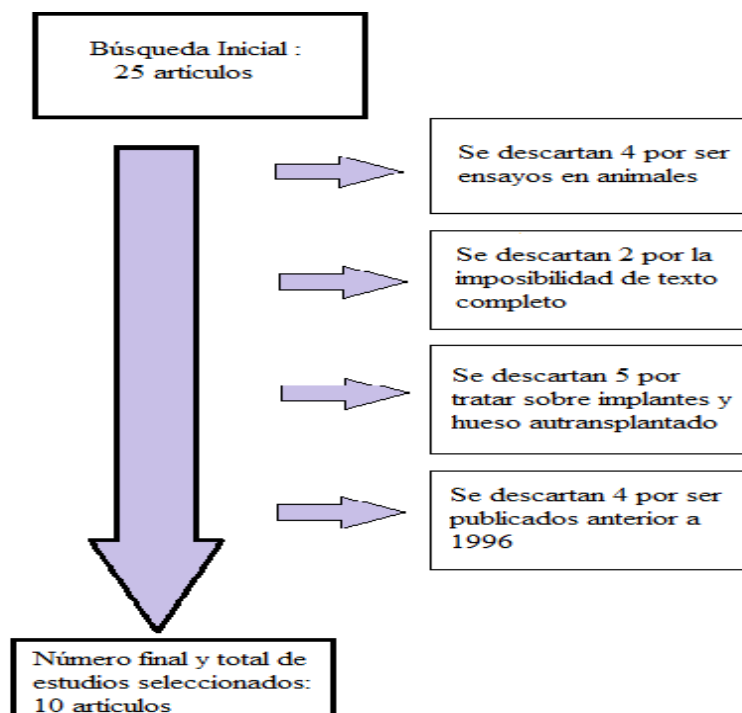 Búsqueda Inicial :
25 artículos
Se descartan 4 por ser
ensayos en animales
Se descartan 2 por la
imposibilidad de texto
completo
Se descartan 5 por
tratar sobre implantes y
hueso autransplantado
Se descartan 4 por ser
publicados anterior a
1996
Número final y total de
estudios seleccionados:
10 artículos